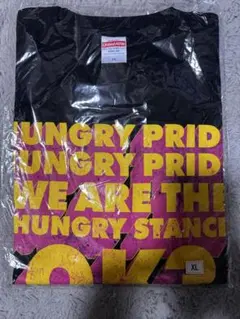 HUNGRY PRID
HUNGRY PRID
WE ARE THE
HUNGRY STANCE
OK?
XL